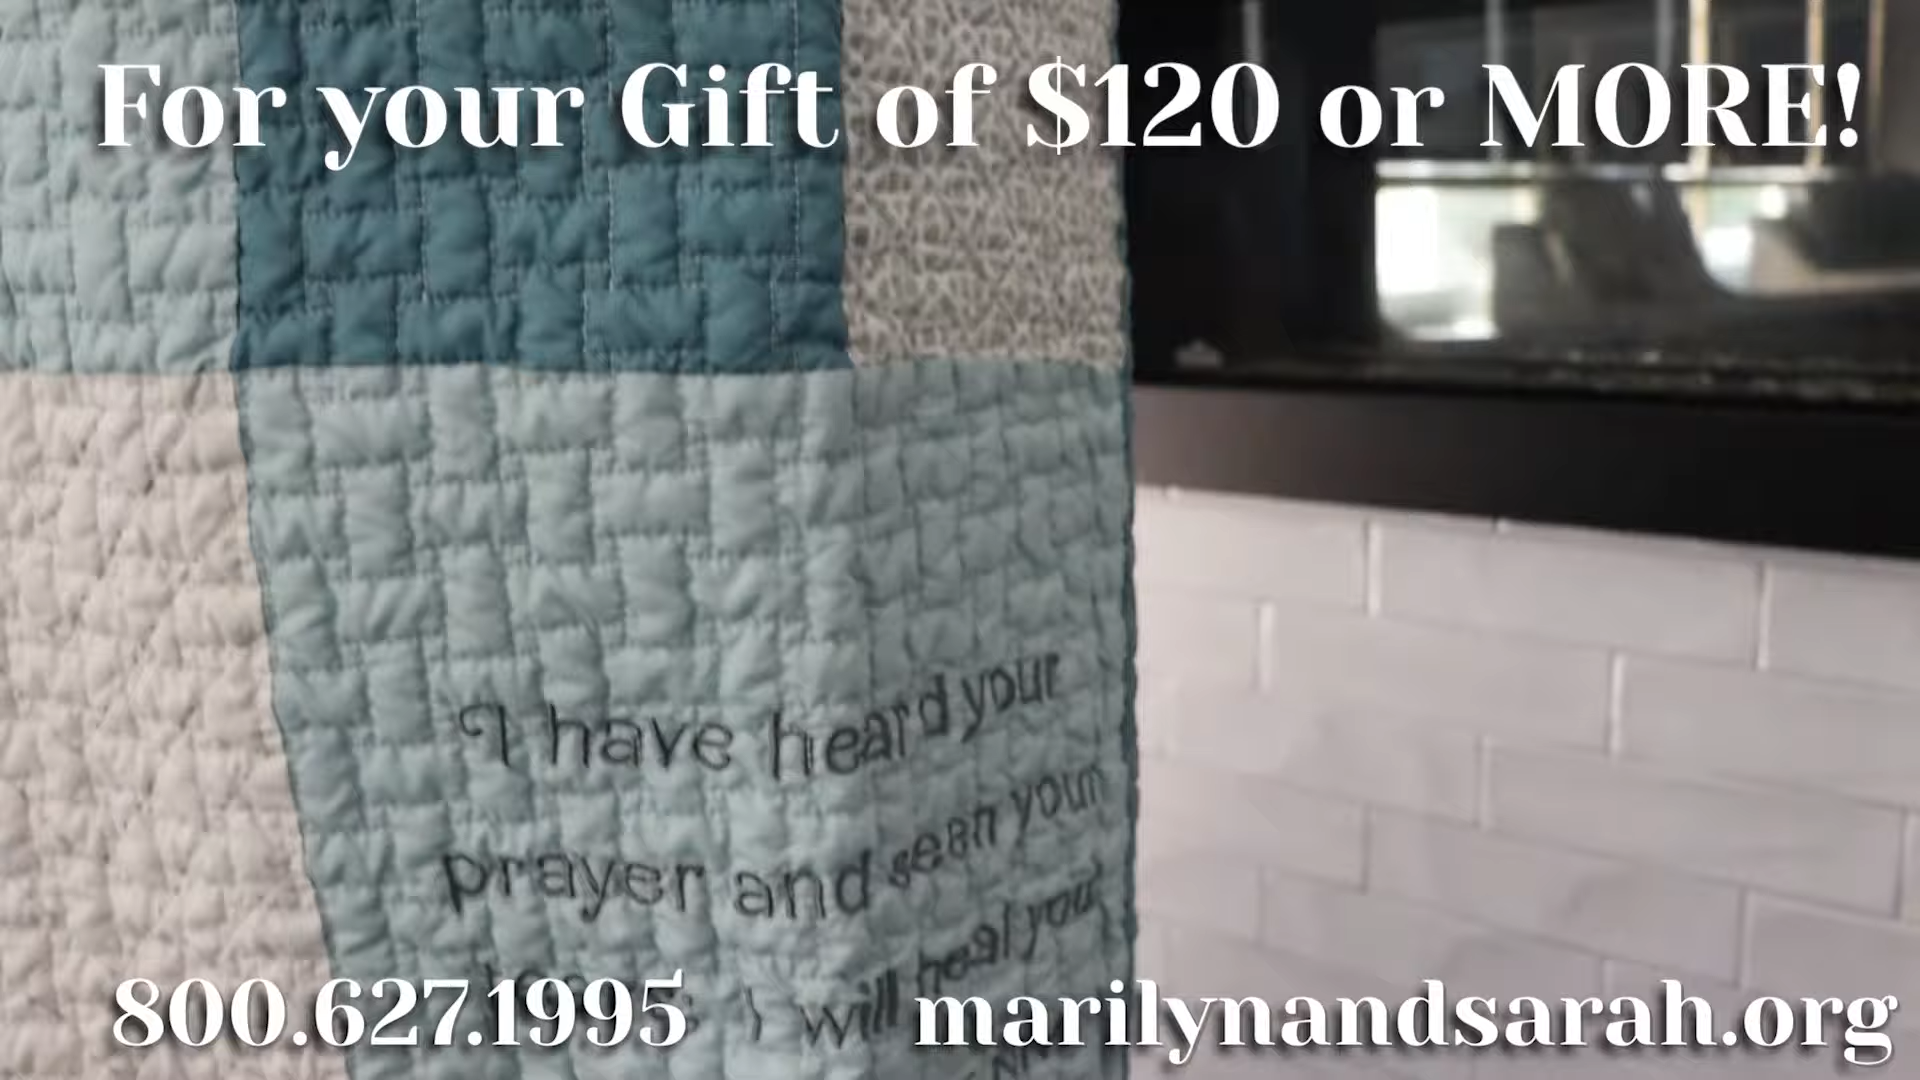 For your Gift of $120 or MORE!
I have heard your
prayer and seen your
I will heal you
800.627.1995
marilynandsarah.org